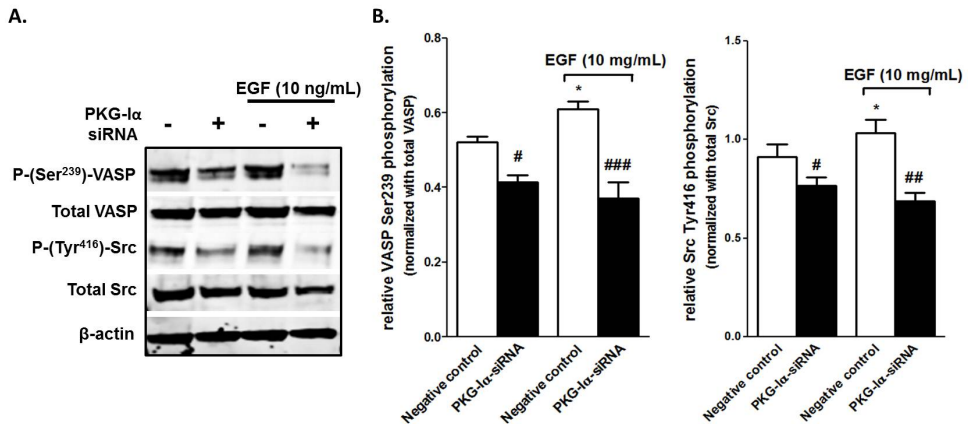 A.
EGF (10 ng/mL)
PKG-Iα
siRNA
- + - +
P-(Ser239)-VASP
Total VASP
P-(Tyr416)-Src
Total Src
β-actin
B.
relative VASP Ser239 phosphorylation
(normalized with total VASP)
0.8
0.6
0.4
0.2
0.0
EGF (10 mg/mL)
*
#
###
Negative control
PKG-Iα-siRNA
Negative control
PKG-Iα-siRNA
relative Src Tyr416 phosphorylation
(normalized with total Src)
1.5
1.0
0.5
0.0
EGF (10 mg/mL)
*
#
##
Negative control
PKG-Iα-siRNA
Negative control
PKG-Iα-siRNA